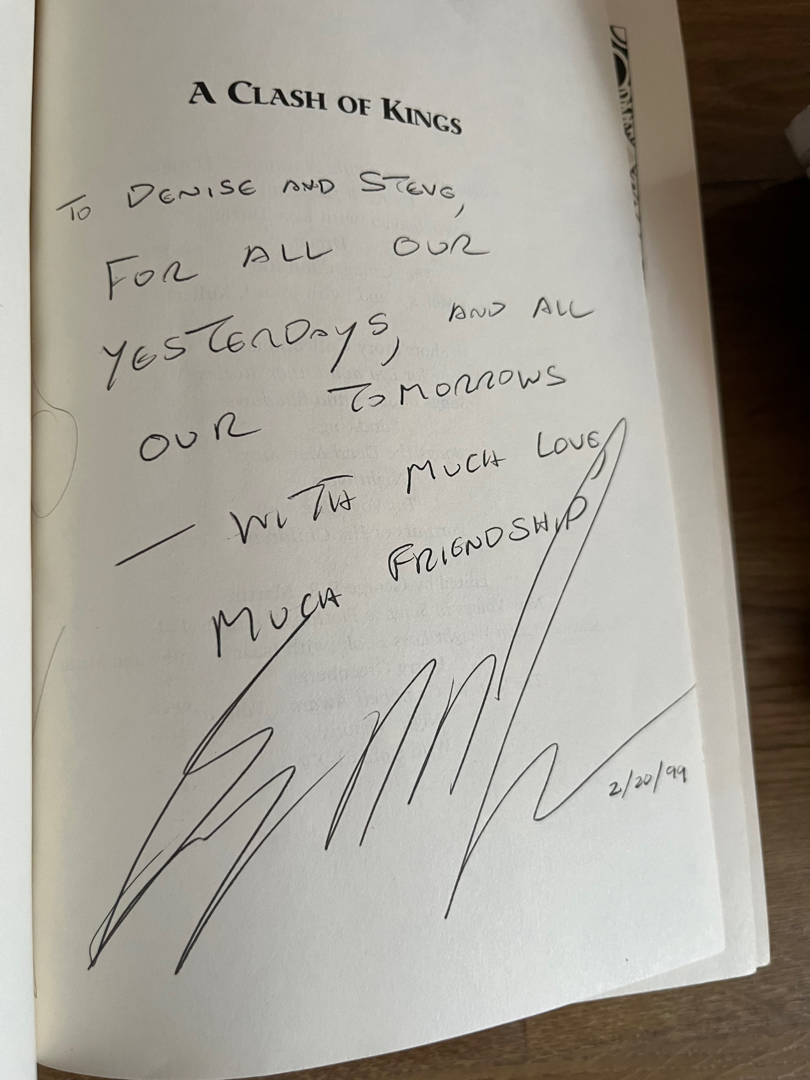 A CLASH OF KINGS
TO DENISE AND STEVE,
FOR ALL OUR
YESTERDAYS, AND ALL
OUR TOMORROWS
— WITH MUCH LOVE,
MUCH FRIENDSHIP
2/20/99